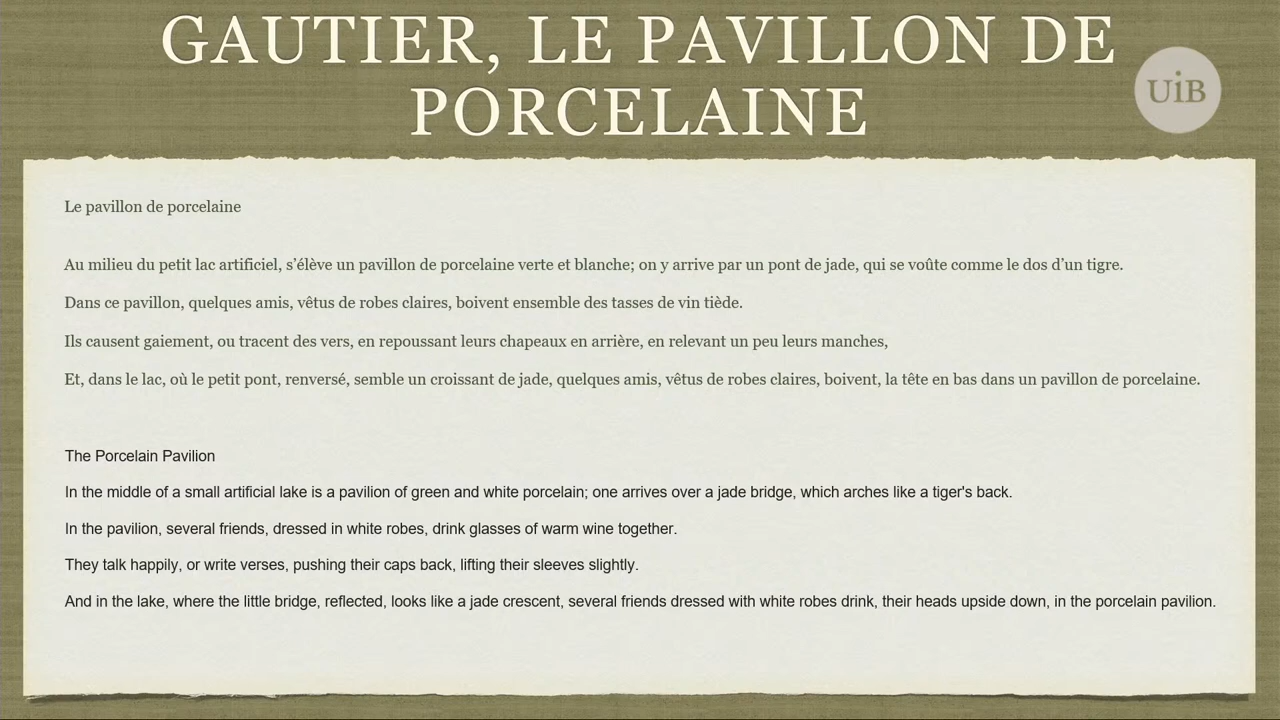 GAUTIER, LE PAVILLON DE
PORCELAINE
UiB
Le pavillon de porcelaine
Au milieu du petit lac artificiel, s’élève un pavillon de porcelaine verte et blanche; on y arrive par un pont de jade, qui se voûte comme le dos d’un tigre.
Dans ce pavillon, quelques amis, vêtus de robes claires, boivent ensemble des tasses de vin tiède.
Ils causent gaiement, ou tracent des vers, en repoussant leurs chapeaux en arrière, en relevant un peu leurs manches,
Et, dans le lac, où le petit pont, renversé, semble un croissant de jade, quelques amis, vêtus de robes claires, boivent, la tête en bas dans un pavillon de porcelaine.
The Porcelain Pavilion
In the middle of a small artificial lake is a pavilion of green and white porcelain; one arrives over a jade bridge, which arches like a tiger's back.
In the pavilion, several friends, dressed in white robes, drink glasses of warm wine together.
They talk happily, or write verses, pushing their caps back, lifting their sleeves slightly.
And in the lake, where the little bridge, reflected, looks like a jade crescent, several friends dressed with white robes drink, their heads upside down, in the porcelain pavilion.